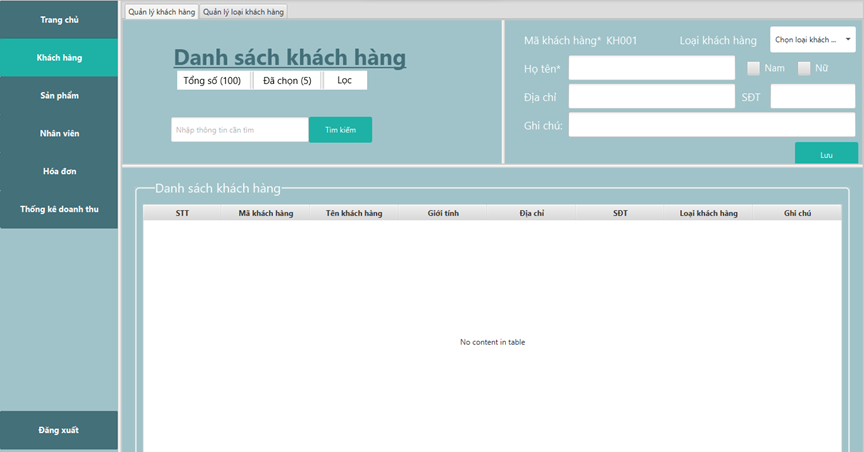 Trang chủ
Khách hàng
Sản phẩm
Nhân viên
Hóa đơn
Thống kê doanh thu
Đăng xuất
Quản lý khách hàng
Quản lý loại khách hàng
Danh sách khách hàng
Tổng số (100)
Đã chọn (5)
Lọc
Nhập thông tin cần tìm
Tìm kiếm
Mã khách hàng* KH001
Loại khách hàng
Chọn loại khách ...
Họ tên*
Nam
Nữ
Địa chỉ
SĐT
Ghi chú:
Lưu
Danh sách khách hàng
STT Mã khách hàng Tên khách hàng Giới tính Địa chỉ SĐT Loại khách hàng Ghi chú
No content in table